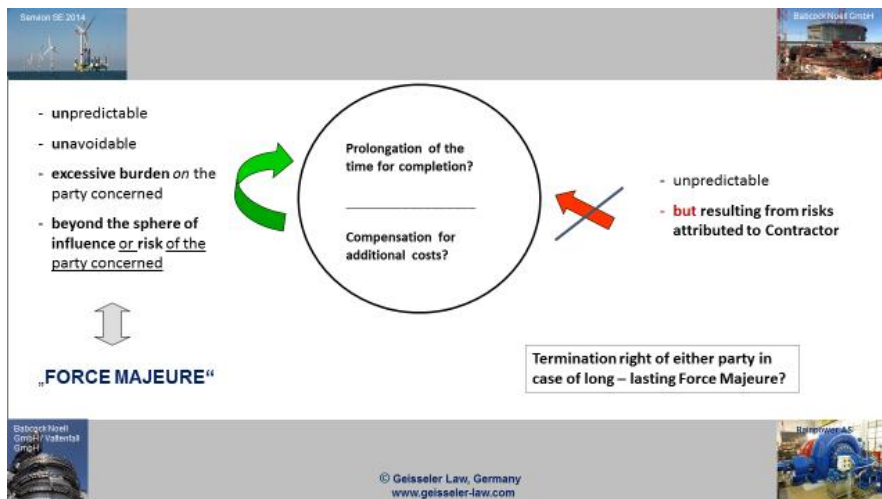 Senvion SE 2014
Babcock Noell GmbH
- unpredictable
- unavoidable
- excessive burden on the
party concerned
- beyond the sphere of
influence or risk of the
party concerned
„FORCE MAJEURE“
Prolongation of the
time for completion?
Compensation for
additional costs?
- unpredictable
- but resulting from risks
attributed to Contractor
Termination right of either party in
case of long – lasting Force Majeure?
Babcock Noell
GmbH / Vattenfall
GmbH
Rainpower AS
© Geisseler Law, Germany
www.geisseler-law.com